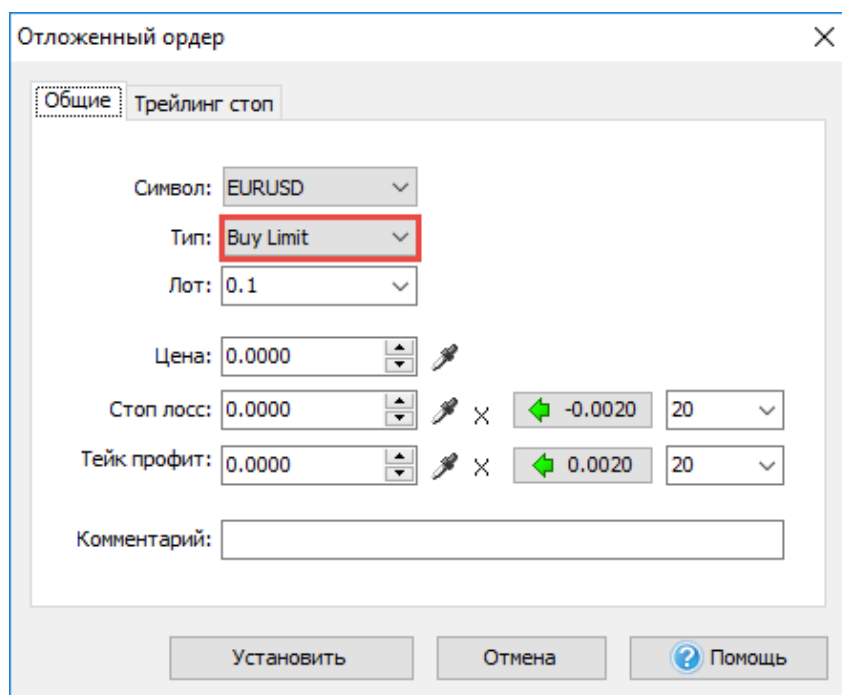 Отложенный ордер
Общие Трейлинг стоп
Символ: EURUSD
Тип: Buy Limit
Лот: 0.1
Цена: 0.0000
Стоп лосс: 0.0000 -0.0020 20
Тейк профит: 0.0000 0.0020 20
Комментарий:
Установить Отмена Помощь